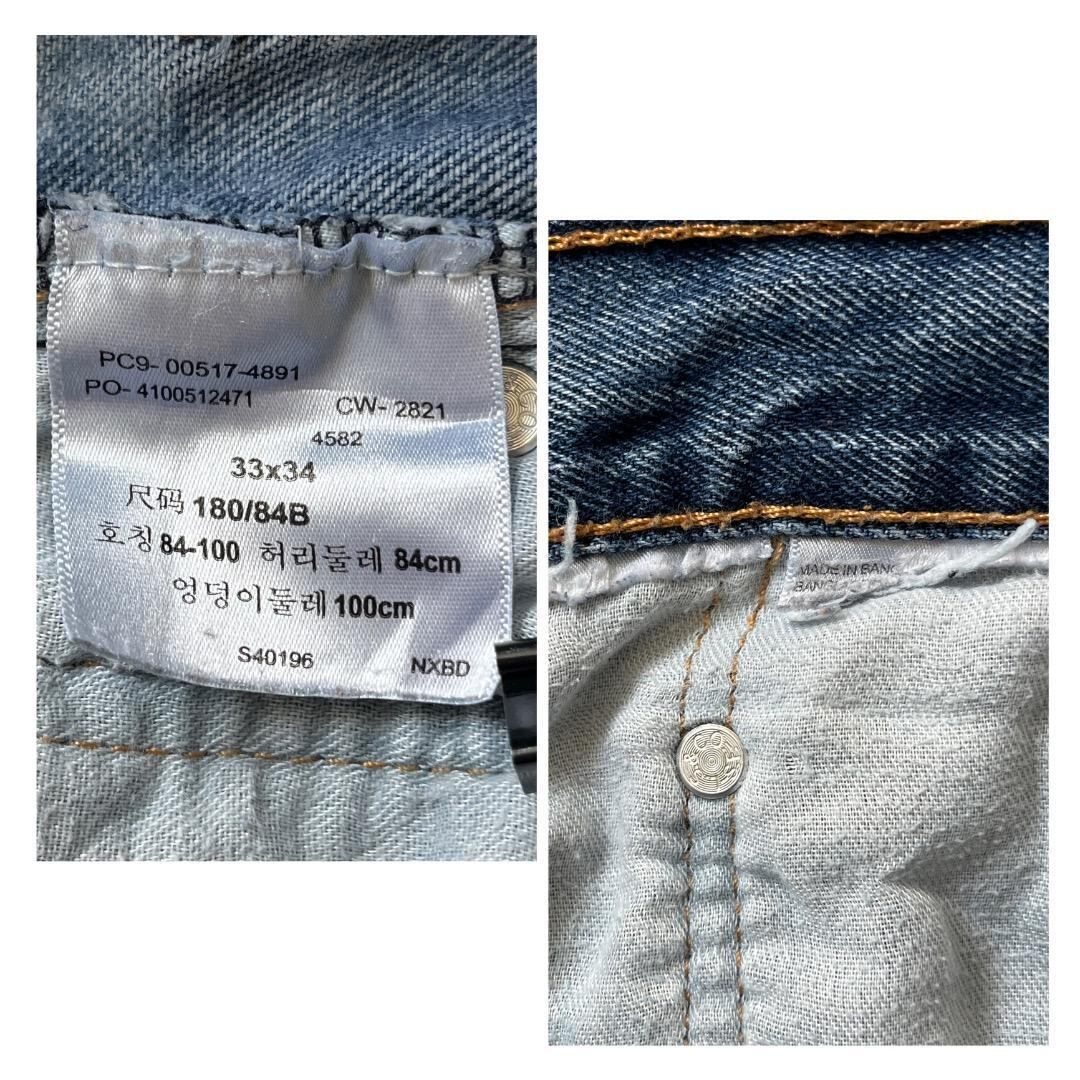 PC9- 00517-4891
PO- 4100512471
CW- 2821
4582
33x34
尺码 180/84B
호칭 84-100 허리둘레 84cm
엉덩이둘레 100cm
S40196 NXBD
MADE IN